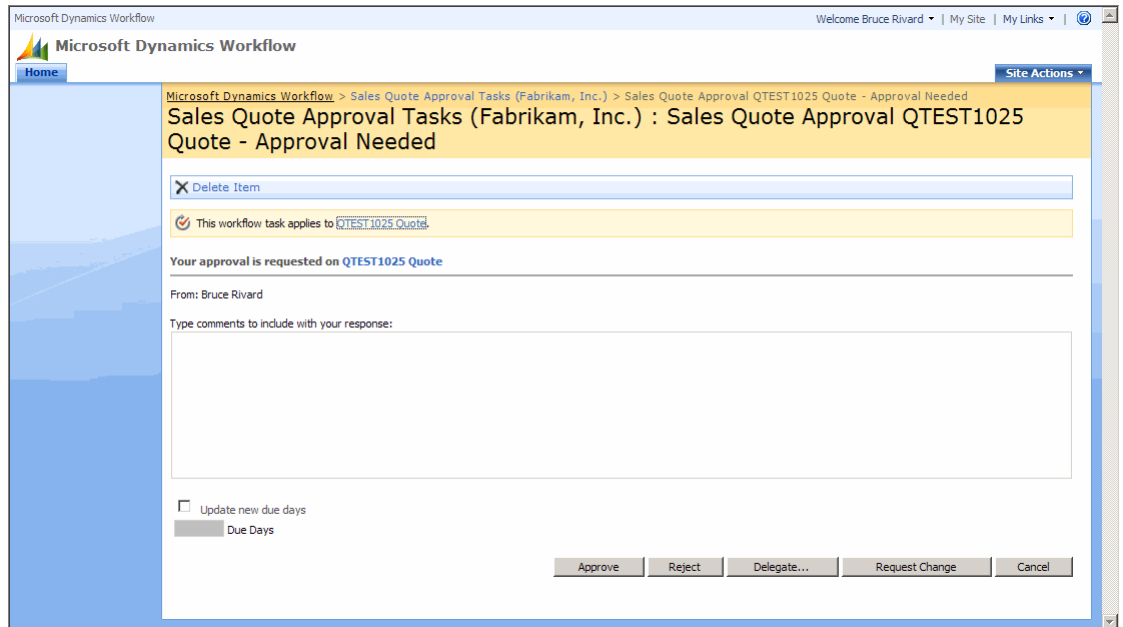 Microsoft Dynamics Workflow
Welcome Bruce Rivard | My Site | My Links |
Microsoft Dynamics Workflow
Home
Site Actions
Microsoft Dynamics Workflow > Sales Quote Approval Tasks (Fabrikam, Inc.) > Sales Quote Approval QTEST1025 Quote - Approval Needed
Sales Quote Approval Tasks (Fabrikam, Inc.) : Sales Quote Approval QTEST1025
Quote - Approval Needed
Delete Item
This workflow task applies to QTEST1025 Quote.
Your approval is requested on QTEST1025 Quote
From: Bruce Rivard
Type comments to include with your response:
Update new due days
Due Days
Approve Reject Delegate... Request Change Cancel